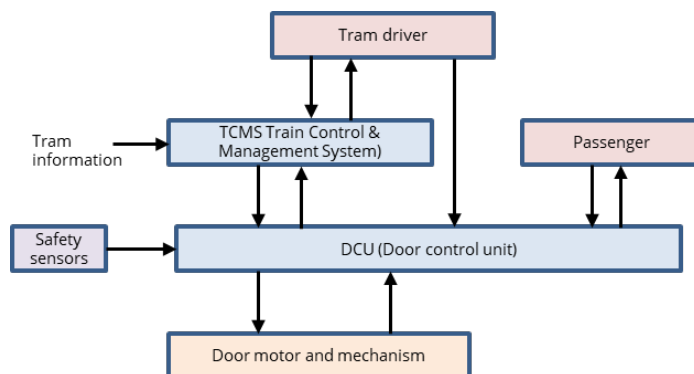 Tram driver
TCMS Train Control &
Management System)
Tram
information
Passenger
Safety
sensors
DCU (Door control unit)
Door motor and mechanism